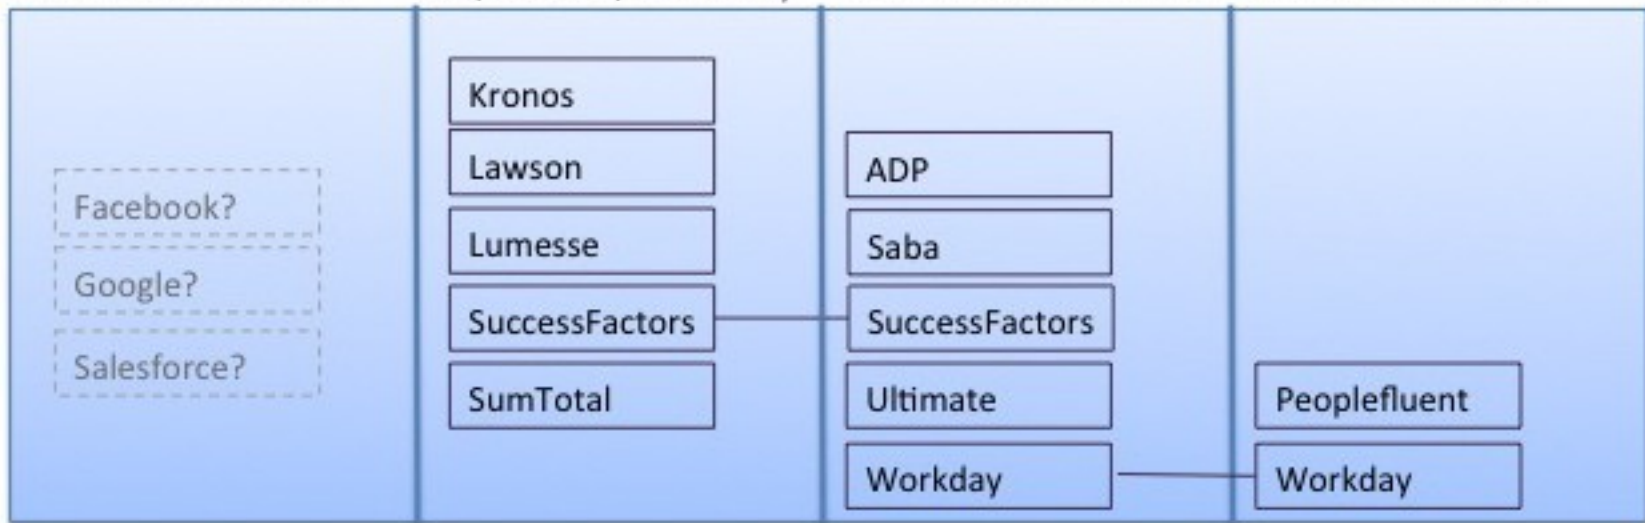 Facebook?
Google?
Salesforce?
Kronos
Lawson
Lumesse
SuccessFactors
SumTotal
ADP
Saba
SuccessFactors
Ultimate
Workday
Peoplefluent
Workday